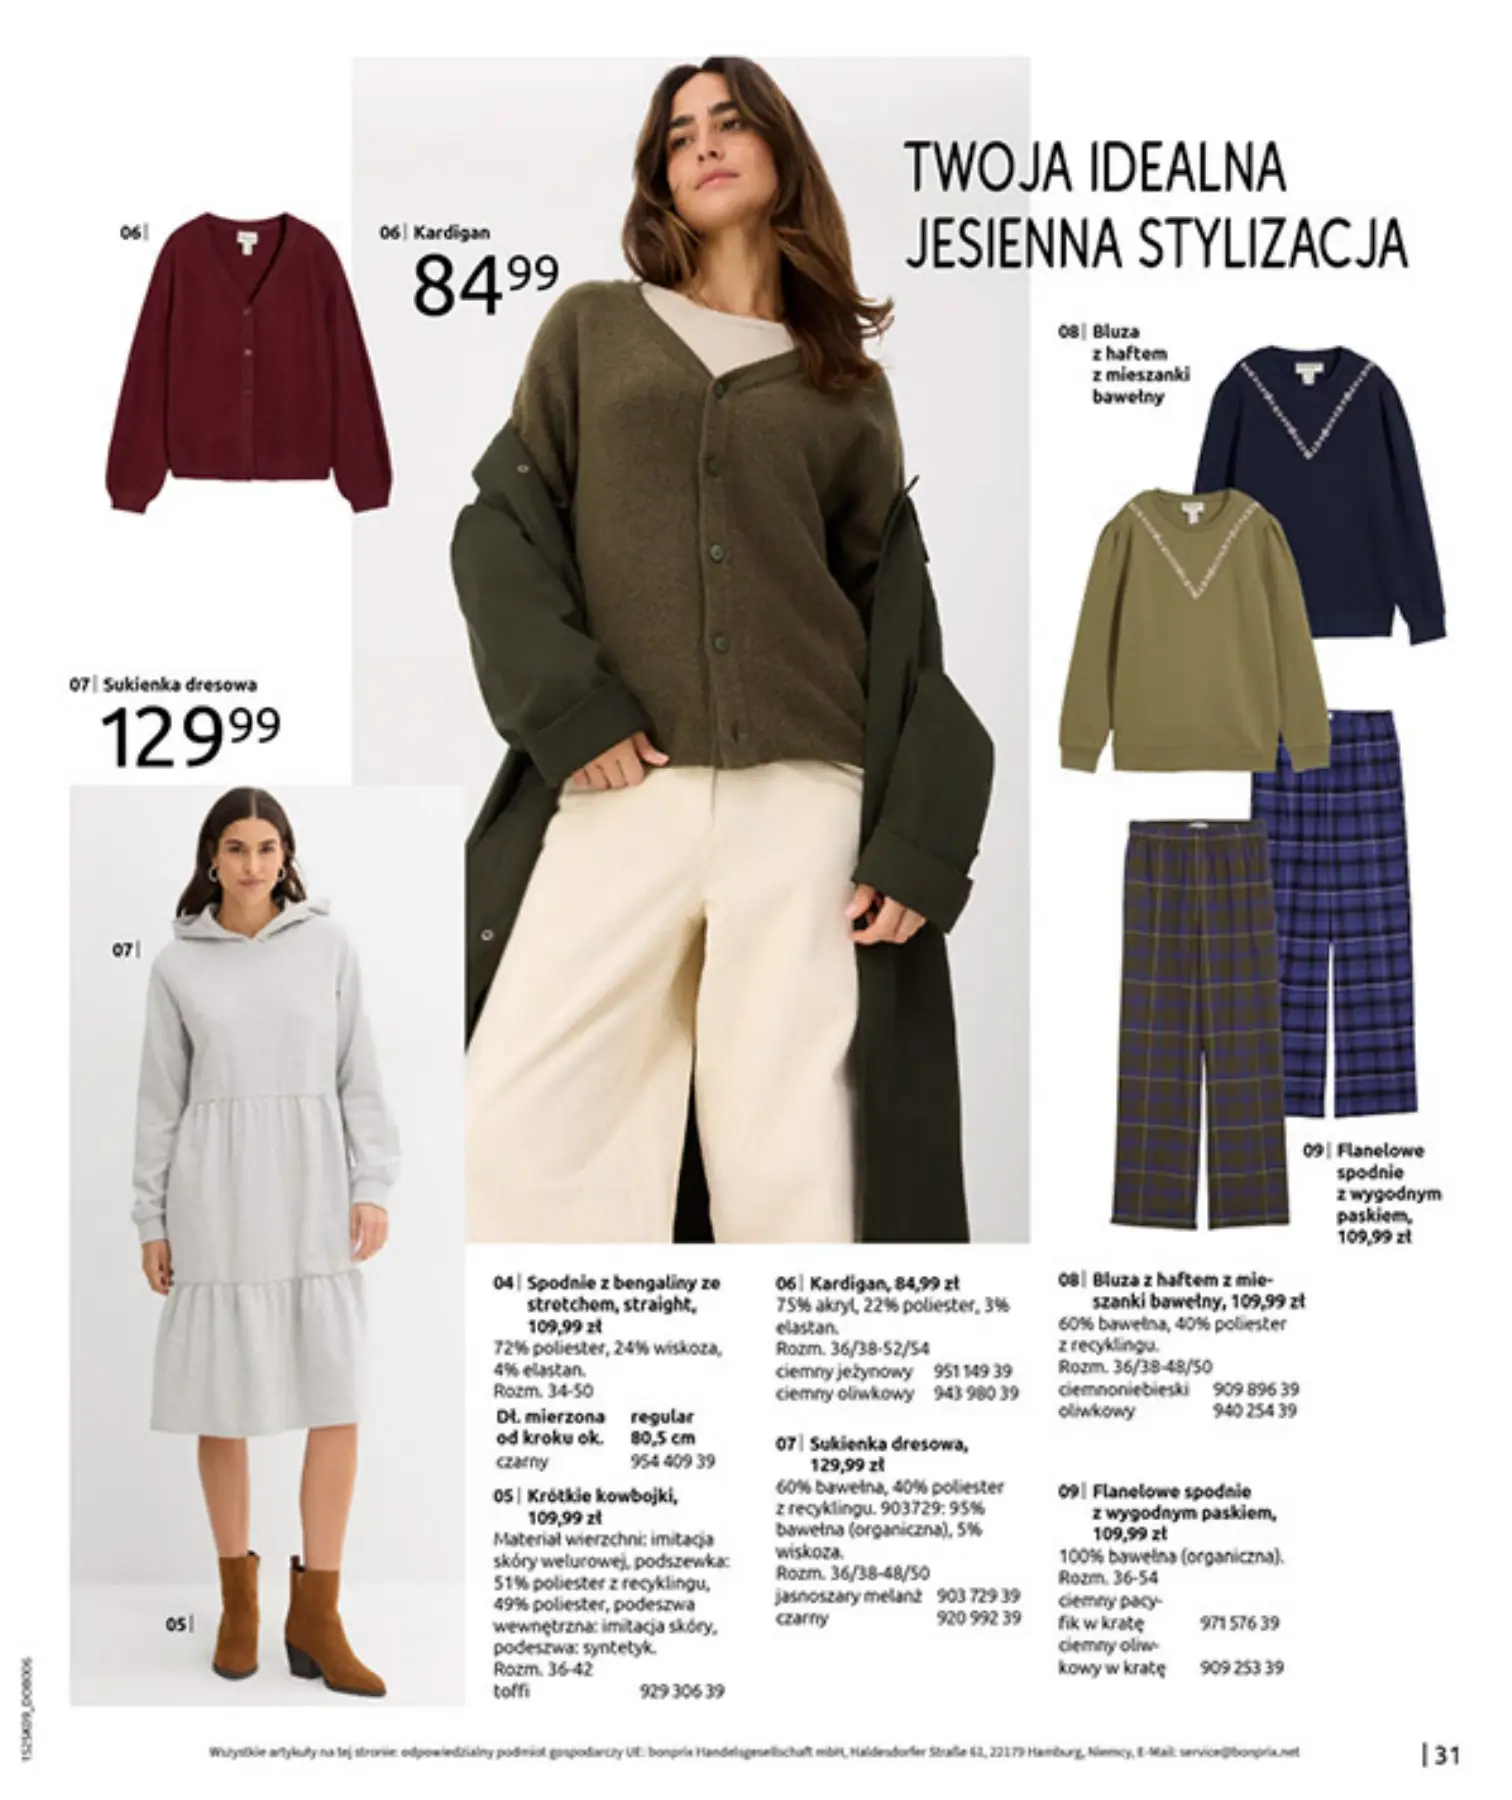 TWOJA IDEALNA
JESIENNA STYLIZACJA
06|
06| Kardigan
84⁹⁹
08| Bluza
z haftem
z mieszanki
bawełny
07| Sukienka dresowa
129⁹⁹
07|
05|
09| Flanelowe
spodnie
z wygodnym
paskiem,
109,99 zł
04| Spodnie z bengaliny ze
stretchem, straight,
109,99 zł
72% poliester, 24% wiskoza,
4% elastan.
Rozm. 34-50
Dł. mierzona regular
od kroku ok. 80,5 cm
czarny 954 409 39
05| Krótkie kowbojki,
109,99 zł
Materiał wierzchni: imitacja
skóry welurowej, podszewka:
51% poliester z recyklingu,
49% poliester, podeszwa
wewnętrzna: imitacja skóry,
podeszwa: syntetyk.
Rozm. 36-42
toffi 929 306 39
06| Kardigan, 84,99 zł
75% akryl, 22% poliester, 3%
elastan.
Rozm. 36/38-52/54
ciemny jeżynowy 951 149 39
ciemny oliwkowy 943 980 39
07| Sukienka dresowa,
129,99 zł
60% bawełna, 40% poliester
z recyklingu. 903729: 95%
bawełna (organiczna), 5%
wiskoza.
Rozm. 36/38-48/50
jasnoszary melanż 903 729 39
czarny 920 992 39
08| Bluza z haftem z mie-
szanki bawełny, 109,99 zł
60% bawełna, 40% poliester
z recyklingu.
Rozm. 36/38-48/50
ciemnoniebieski 909 896 39
oliwkowy 940 254 39
09| Flanelowe spodnie
z wygodnym paskiem,
109,99 zł
100% bawełna (organiczna).
Rozm. 36-54
ciemny pacy-
fik w kratę 971 576 39
ciemny oliw-
kowy w kratę 909 253 39
1525K09_DOB006
Wszystkie artykuły na tej stronie: odpowiedzialny podmiot gospodarczy UE: bonprix Handelsgesellschaft mbH, Haldesdorfer Straße 61, 22179 Hamburg, Niemcy, E-Mail: service@bonprix.net
| 31